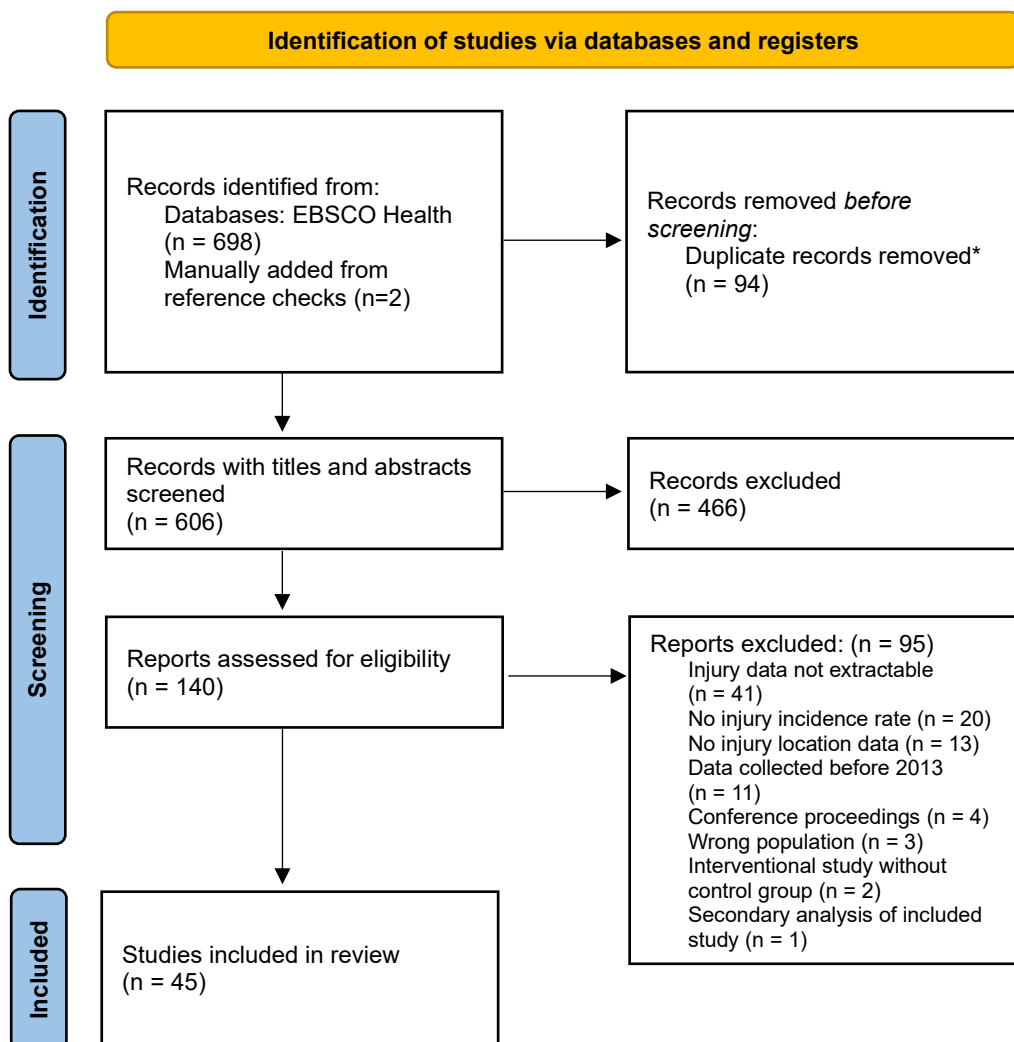 Identification of studies via databases and registers
Identification
Records identified from:
Databases: EBSCO Health
(n = 698)
Manually added from
reference checks (n=2)
Records removed before
screening:
Duplicate records removed*
(n = 94)
Screening
Records with titles and abstracts
screened
(n = 606)
Records excluded
(n = 466)
Reports assessed for eligibility
(n = 140)
Reports excluded: (n = 95)
Injury data not extractable
(n = 41)
No injury incidence rate (n = 20)
No injury location data (n = 13)
Data collected before 2013
(n = 11)
Conference proceedings (n = 4)
Wrong population (n = 3)
Interventional study without
control group (n = 2)
Secondary analysis of included
study (n = 1)
Included
Studies included in review
(n = 45)